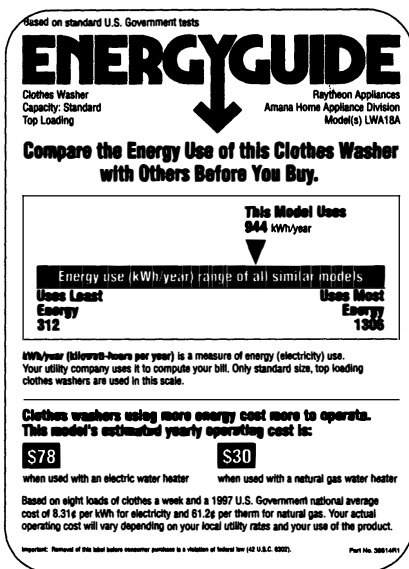 Based on standard U.S. Government tests
ENERGYGUIDE
Clothes Washer
Capacity: Standard
Top Loading
Raytheon Appliances
Amana Home Appliance Division
Model(s) LWA18A
Compare the Energy Use of this Clothes Washer
with Others Before You Buy.
This Model Uses
944 kWh/year
Energy use (kWh/year) range of all similar models
Uses Least
Energy
312
Uses Most
Energy
1306
kWh/year (kilowatt-hours per year) is a measure of energy (electricity) use.
Your utility company uses it to compute your bill. Only standard size, top loading
clothes washers are used in this scale.
Clothes washers using more energy cost more to operate.
This model's estimated yearly operating cost is:
$78
when used with an electric water heater
$30
when used with a natural gas water heater
Based on eight loads of clothes a week and a 1997 U.S. Government national average
cost of 8.31¢ per kWh for electricity and 61.2¢ per therm for natural gas. Your actual
operating cost will vary depending on your local utility rates and your use of the product.
Important: Removal of this label before consumer purchase is a violation of federal law (42 U.S.C. 6302).
Part No. 38614R1